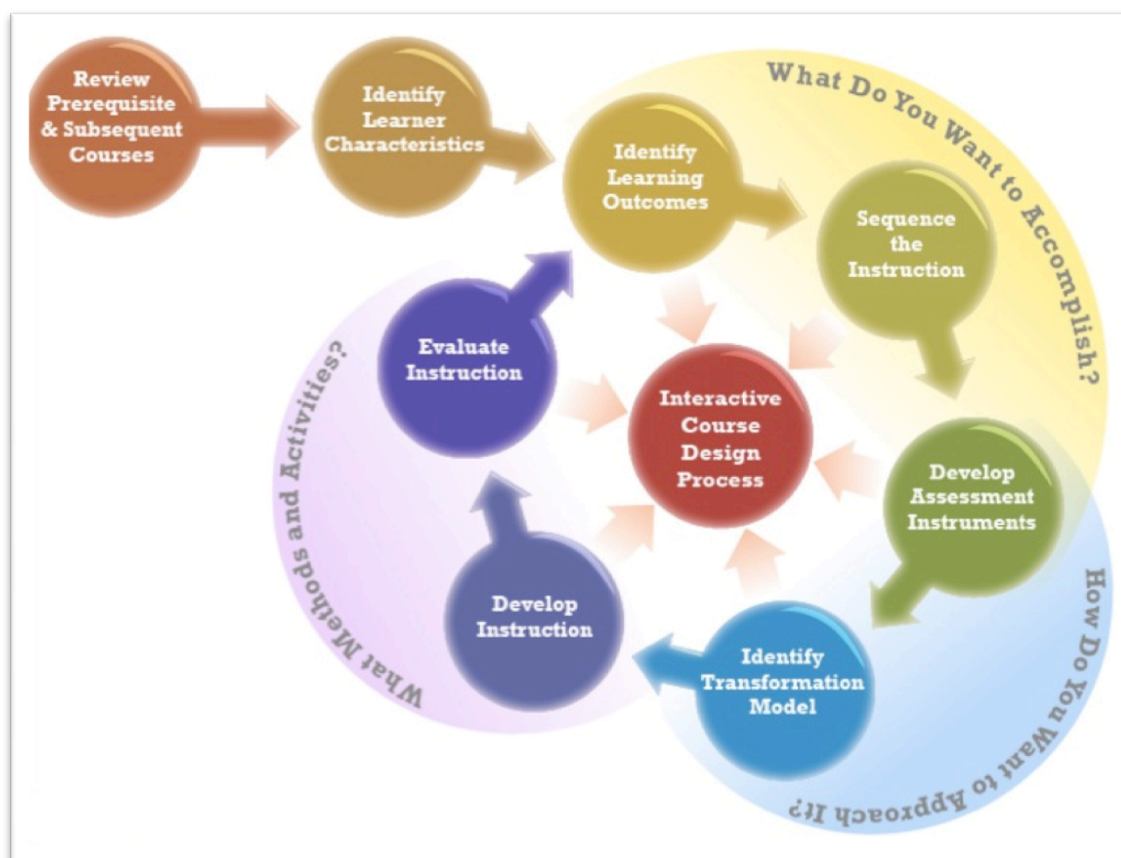 Review
Prerequisite
& Subsequent
Courses
Identify
Learner
Characteristics
Identify
Learning
Outcomes
What Do You Want to Accomplish?
Sequence
the
Instruction
Evaluate
Instruction
Interactive
Course
Design
Process
Develop
Assessment
Instruments
What Methods and Activities?
Develop
Instruction
Identify
Transformation
Model
How Do You Want to Approach It?